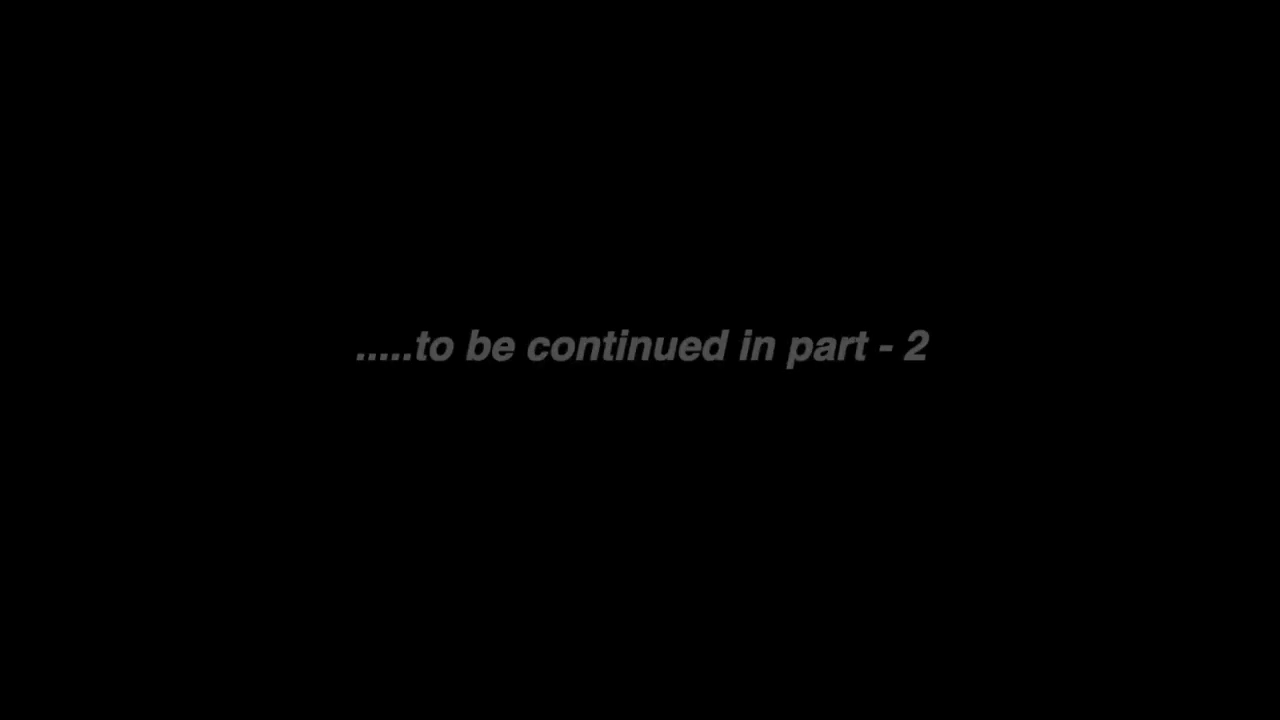 .....to be continued in part - 2